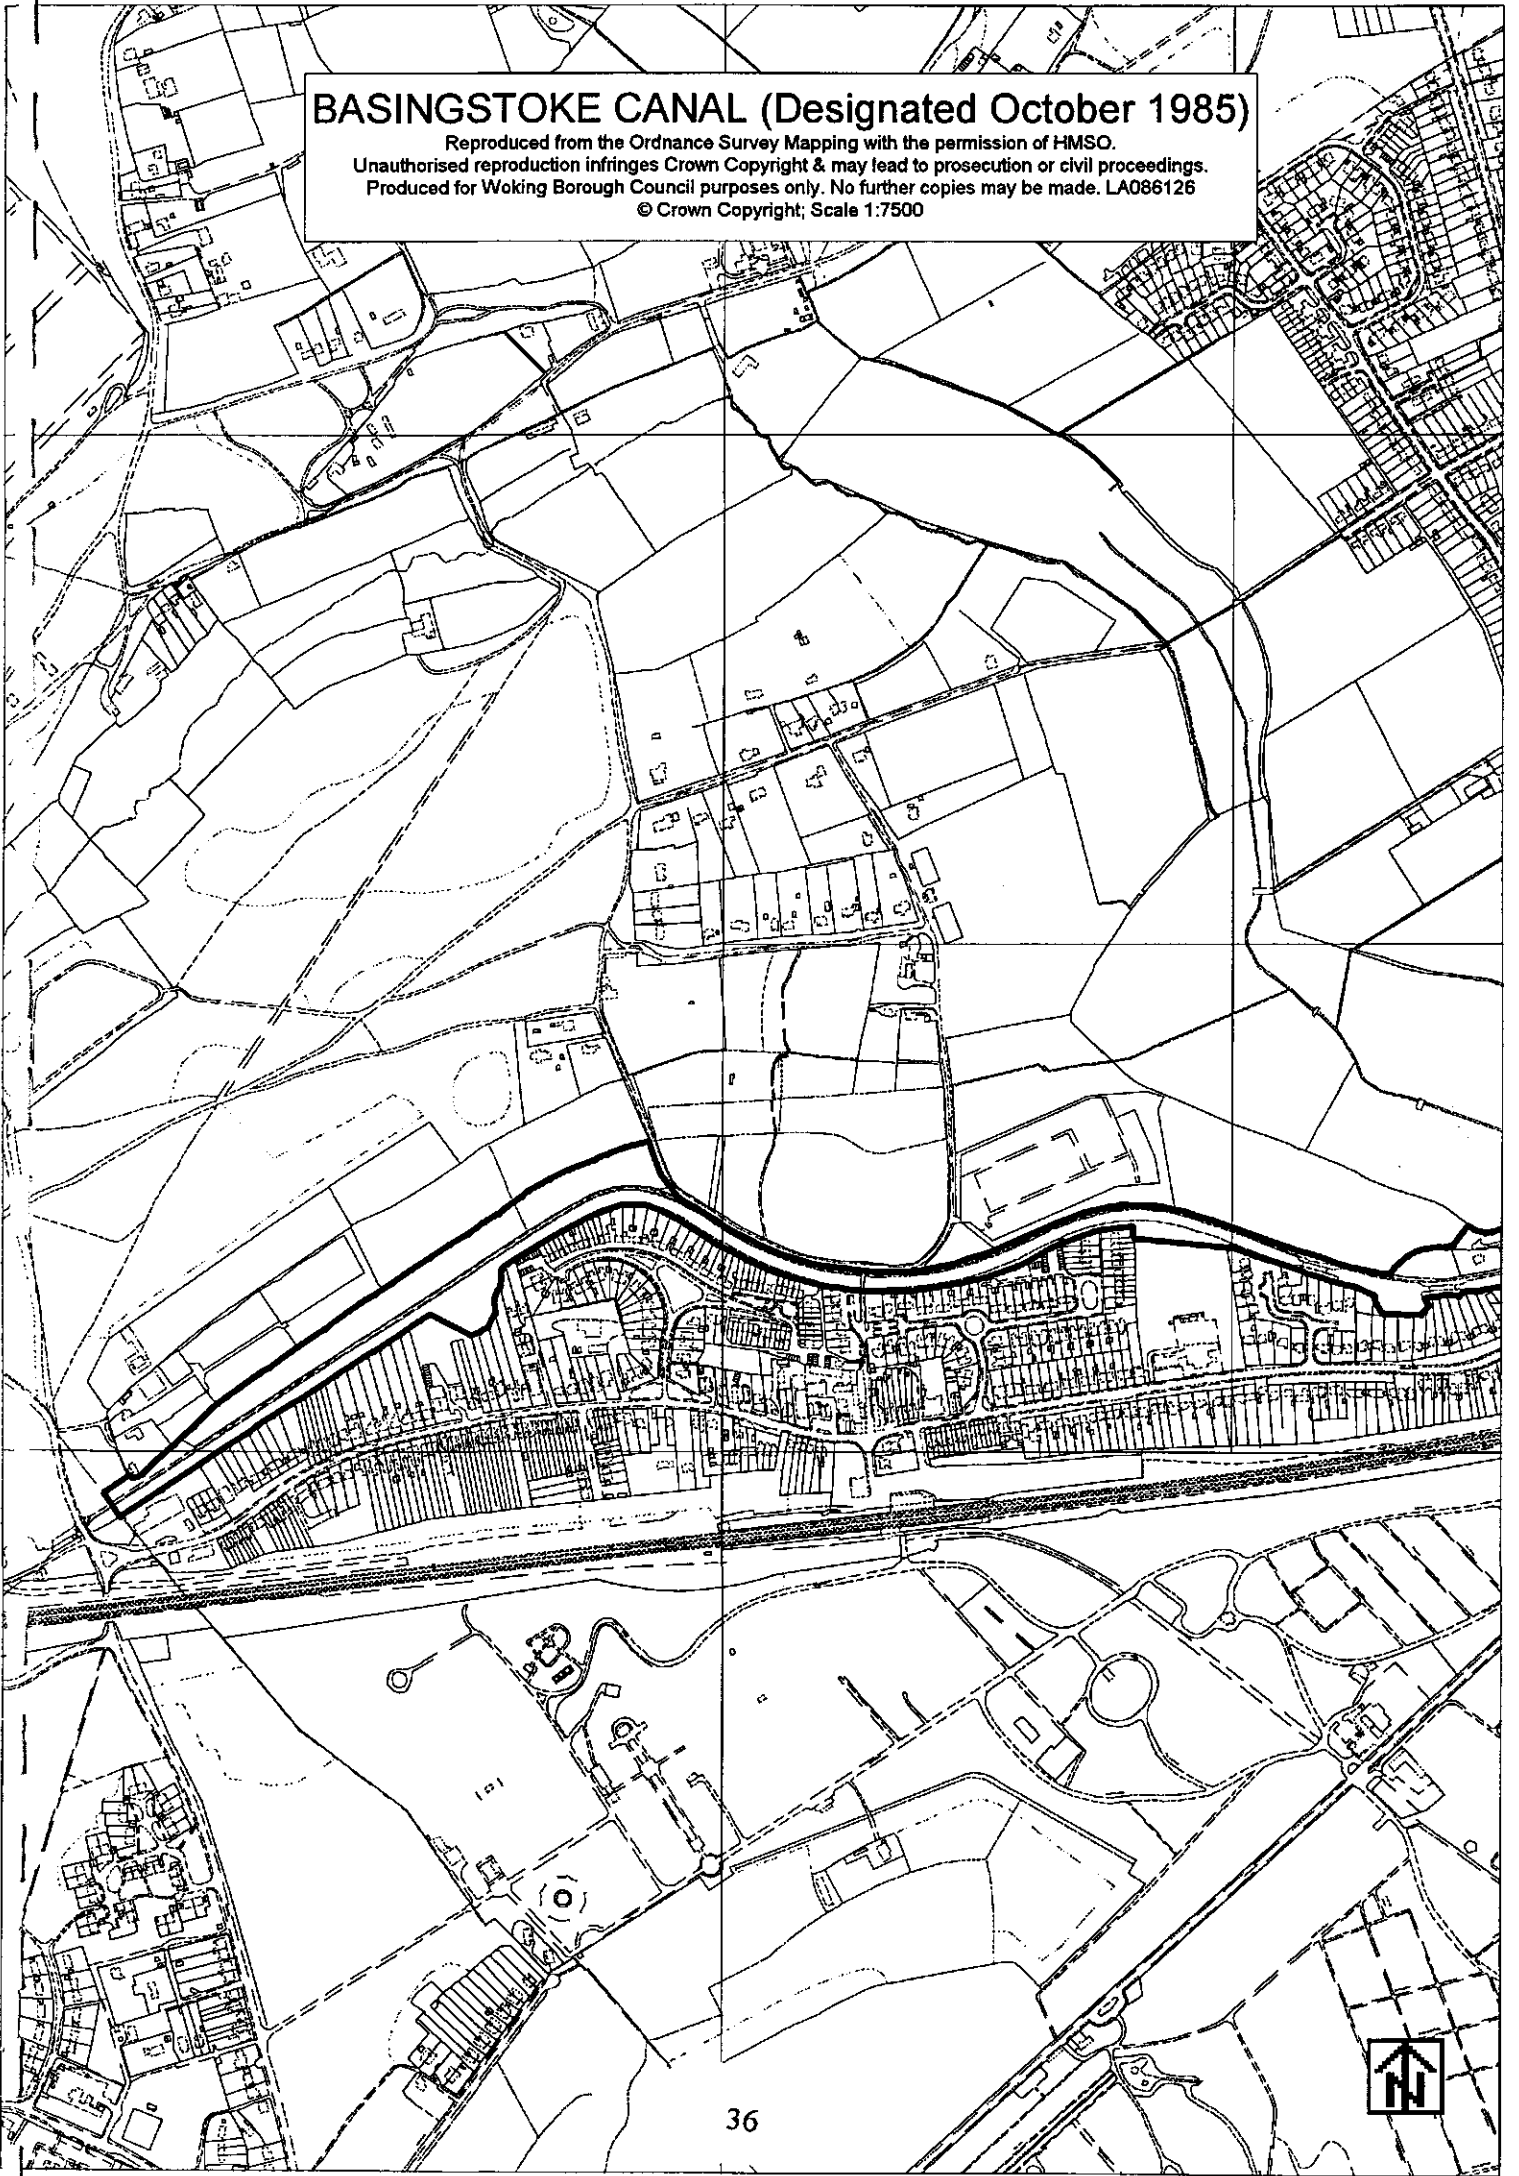 BASINGSTOKE CANAL (Designated October 1985)
Reproduced from the Ordnance Survey Mapping with the permission of HMSO.
Unauthorised reproduction infringes Crown Copyright & may lead to prosecution or civil proceedings.
Produced for Woking Borough Council purposes only. No further copies may be made. LA086126
© Crown Copyright; Scale 1:7500
36
N